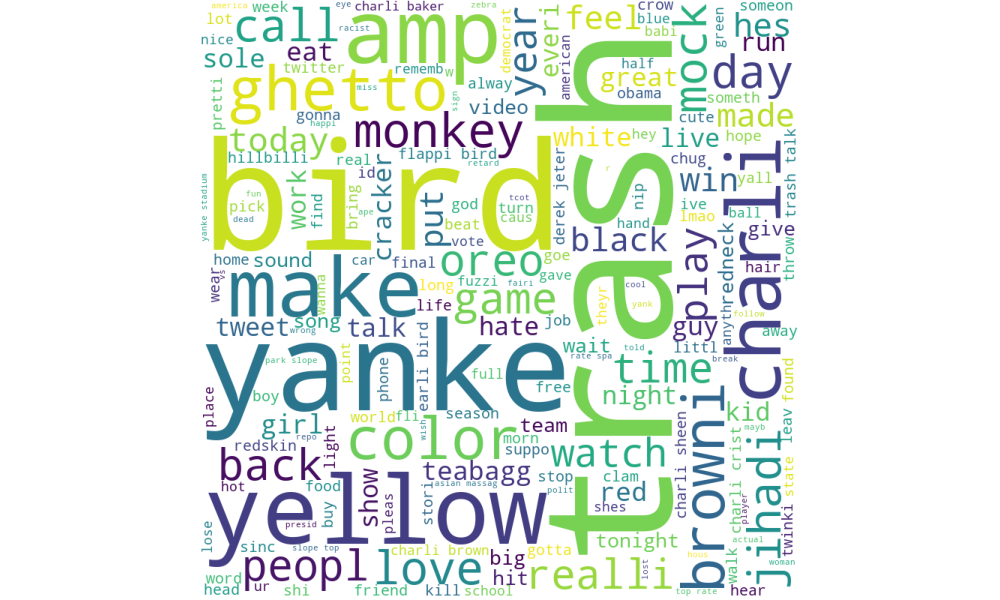 america
week
charli baker
eye
zebra
crow
someon
nice
lot
call
racist
amp
democrat
year
everi
feel
blue
babi
green
hes
sole
eat
twitter
rememb
w
american
half
great
obama
mock
run
day
pretti
ghetto
miss
alway
sign
someth
gonna
happi
video
cute
made
today
monkey
white
hey
live
hope
hillbilli
real
flappi bird
retard
chug
trash talk
id
bird
trash
charli
yanke stadium
fun
pick
dead
work
find
bring
ape
cracker
put
god
tcot
turn
beat
caus
vote
derek jeter
r
nip
win
yall
ive
lmao
ball
hand
black
play
give
home
sound
car
final
oreo
goe
gave
hair
throw
wear
vs
make
wanna
long
fuzzi
fairi
game
theyr
cool
yank
anyth
redneck
follow
life
tweet
wrong
song
talk
hate
job
guy
littl
away
told
wait
rate spa
break
yanke
park slope
point
phone
earli bird
full
free
time
place
boy
night
found
girl
world
fli
wish
season
kid
leav
mayb
redskin
repo
light
color
team
morn
suppo
watch
charli sheen
browni
charli crist
player
state
jihadi
back
hot
food
show
stori
teabagg
asian massag
stop
clam
red
polit
shes
twinki
yellow
buy
pleas
presid
lose
sinc
slope top
charli brown
gotta
tonight
lost
hous
walk
actual
woman
word
head
peopl
ur
shi
love
friend
kill
school
big
hit
realli
top rate
hear